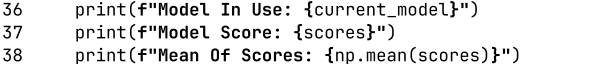 36     print(f"Model In Use: {current_model}")
37     print(f"Model Score: {scores}")
38     print(f"Mean Of Scores: {np.mean(scores)}")